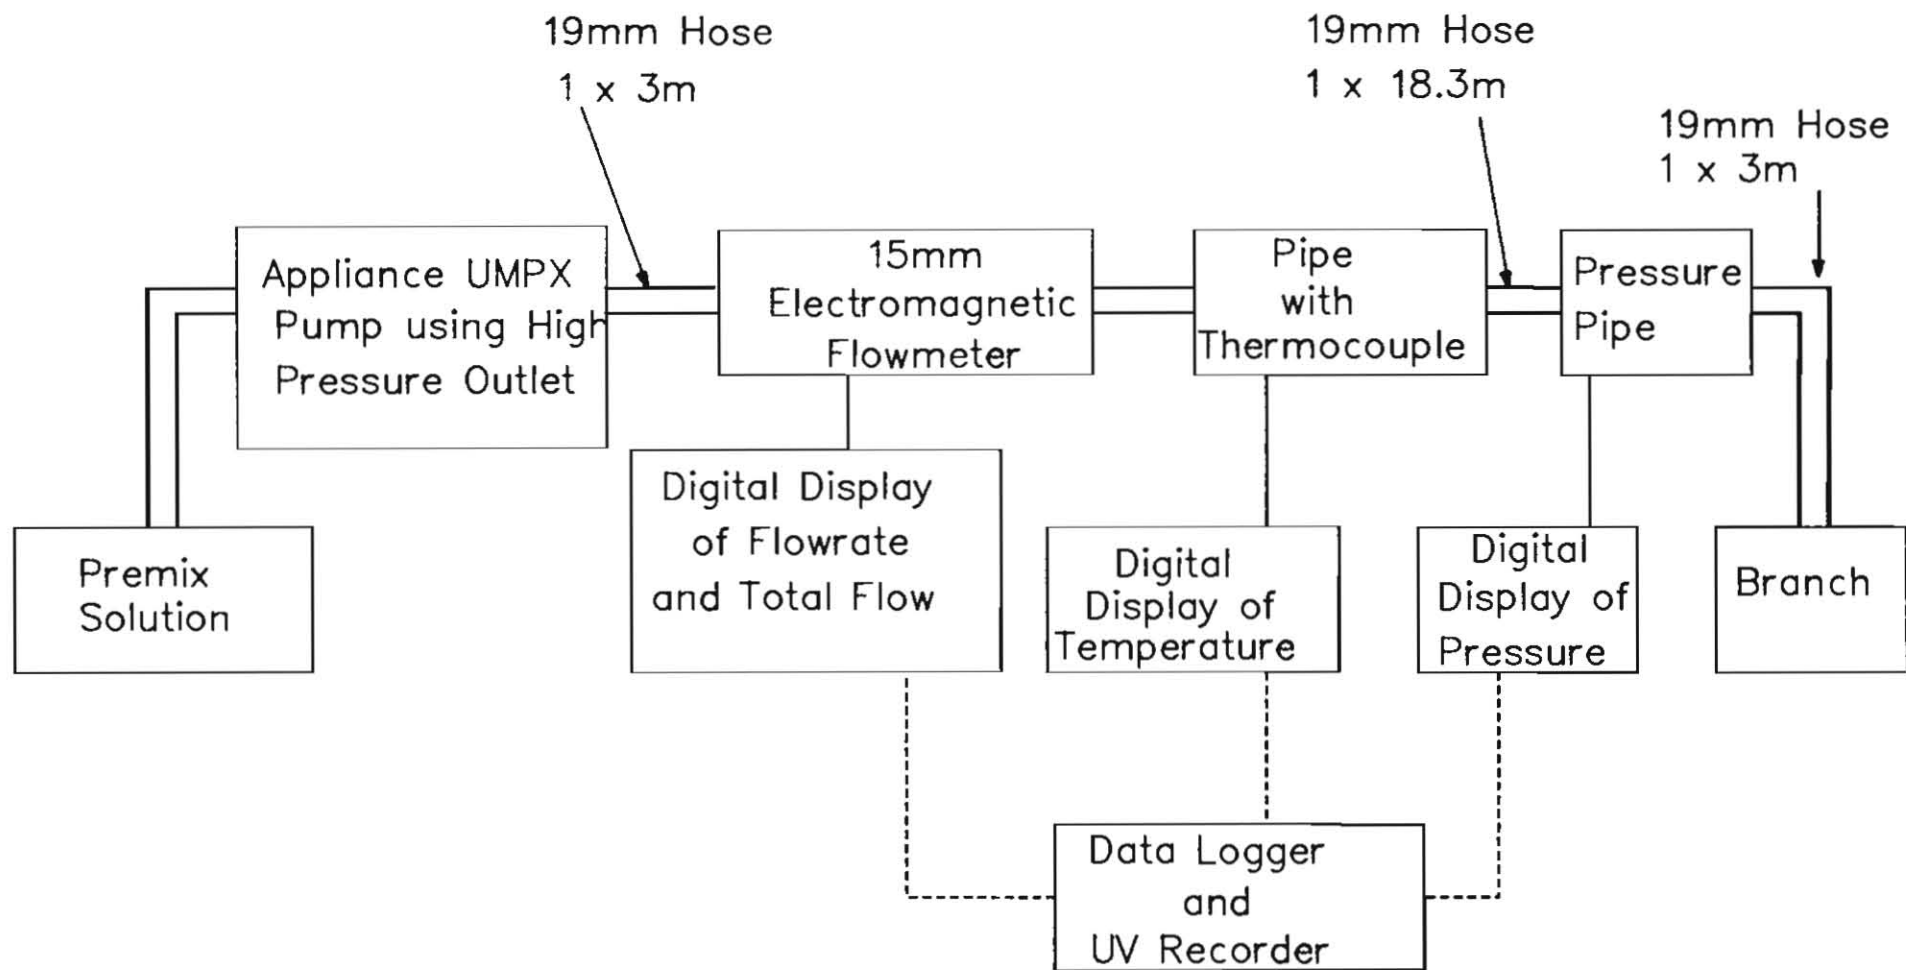 19mm Hose
1 x 3m
19mm Hose
1 x 18.3m
19mm Hose
1 x 3m
Appliance UMPX
Pump using High
Pressure Outlet
15mm
Electromagnetic
Flowmeter
Pipe
with
Thermocouple
Pressure
Pipe
Premix
Solution
Digital Display
of Flowrate
and Total Flow
Digital
Display of
Temperature
Digital
Display of
Pressure
Branch
Data Logger
and
UV Recorder